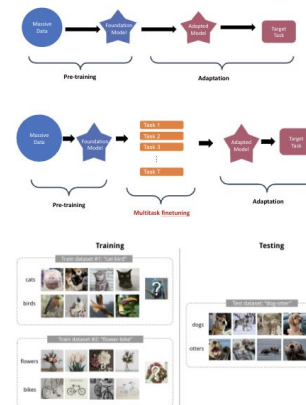 Massive Data
Foundation Model
Adapted Model
Target Task
Pre-training
Adaptation
Massive Data
Foundation Model
Task 1
Task 2
Task 3
⋮
Task T
Adapted Model
Target Task
Pre-training
Multitask finetuning
Adaptation
Training
Testing
Train dataset #1: "cat-bird"
cats
birds
?
Test dataset: "dog-otter"
dogs
otters
Train dataset #2: "flower-bike"
flowers
bikes
?